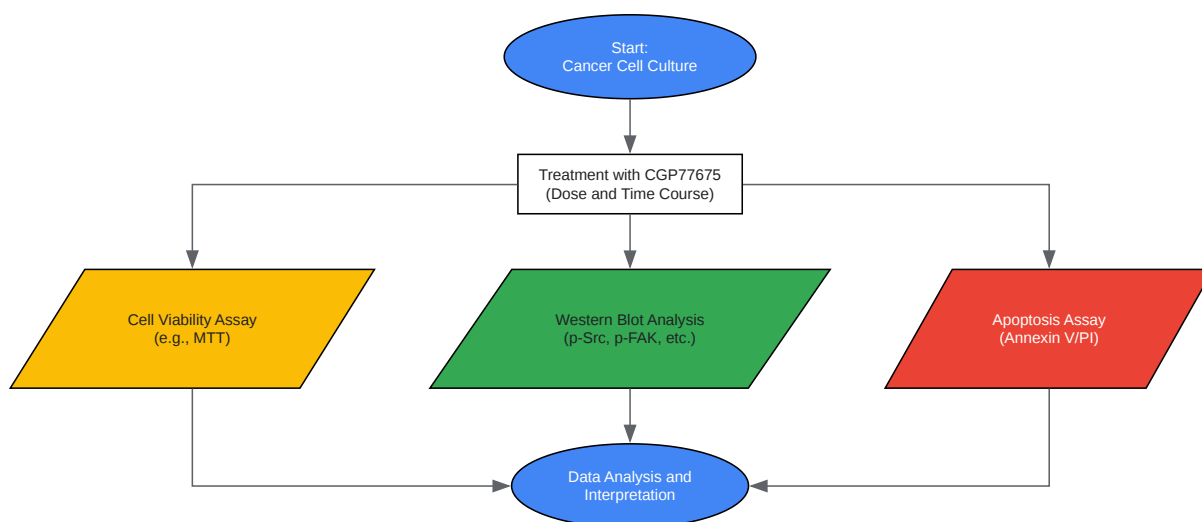 Start:
Cancer Cell Culture
Treatment with CGP77675
(Dose and Time Course)
Cell Viability Assay
(e.g., MTT)
Western Blot Analysis
(p-Src, p-FAK, etc.)
Apoptosis Assay
(Annexin V/PI)
Data Analysis and
Interpretation